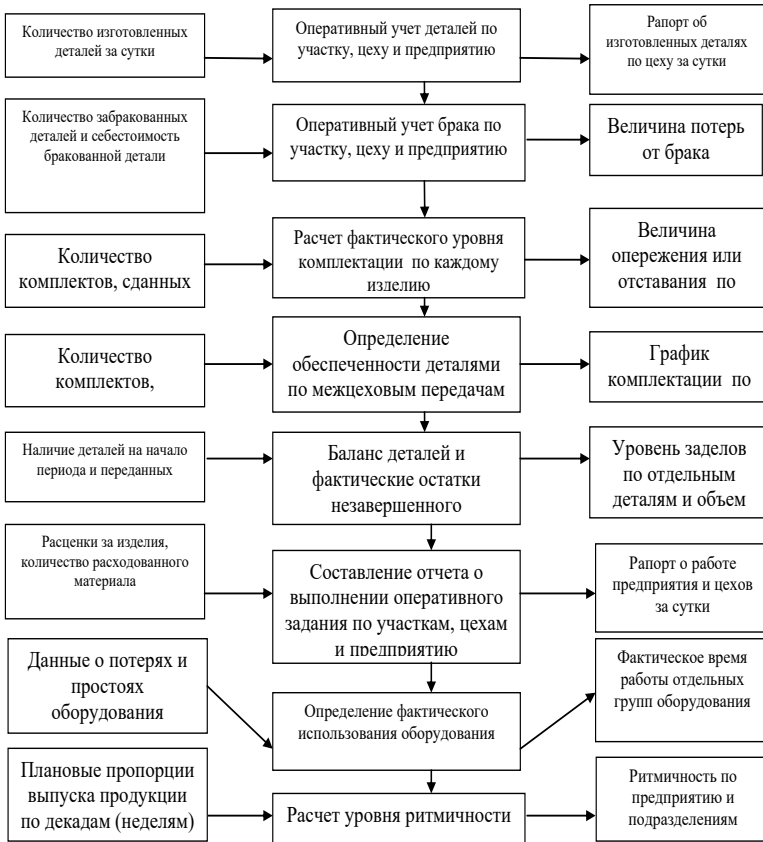 Количество изготовленных
деталей за сутки
Оперативный учет деталей по
участку, цеху и предприятию
Рапорт об
изготовленных деталях
по цеху за сутки
Количество забракованных
деталей и себестоимость
бракованной детали
Оперативный учет брака по
участку, цеху и предприятию
Величина потерь
от брака
Количество
комплектов, сданных
Расчет фактического уровня
комплектации по каждому
изделию
Величина
опережения или
отставания по
Количество
комплектов,
Определение
обеспеченности деталями
по межцеховым передачам
График
комплектации по
Наличие деталей на начало
периода и переданных
Баланс деталей и
фактические остатки
незавершенного
Уровень заделов
по отдельным
деталям и объем
Расценки за изделия,
количество расходованного
материала
Составление отчета о
выполнении оперативного
задания по участкам, цехам
и предприятию
Рапорт о работе
предприятия и цехов
за сутки
Данные о потерях и
простоях
оборудования
Определение фактического
использования оборудования
Фактическое время
работы отдельных
групп оборудования
Плановые пропорции
выпуска продукции
по декадам (неделям)
Расчет уровня ритмичности
Ритмичность по
предприятию и
подразделениям